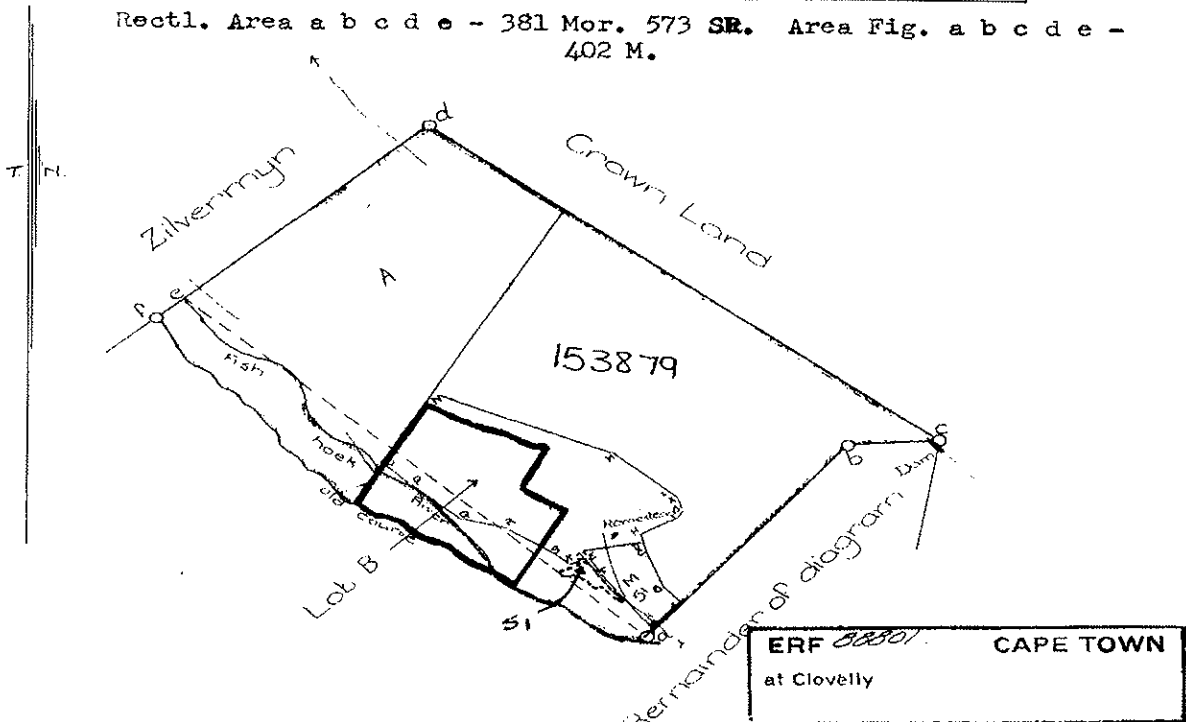 Rectl. Area a b c d e - 381 Mor. 573 SR. Area Fig. a b c d e -
402 M.
T. N.
d
Crown Land
Zilvermyn
A
e
f
153879
Fish
M
c
b
Dam
hoek
River
old course
Homestead
Lot B
M
51
51
a
Remainder of diagram
ERF 88801. CAPE TOWN
at Clovelly